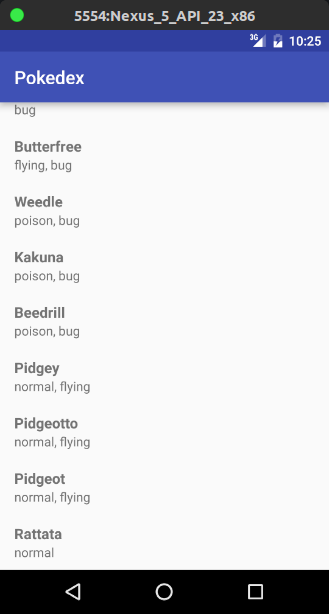 5554:Nexus_5_API_23_x86
3G 10:25
Pokedex
bug
Butterfree
flying, bug
Weedle
poison, bug
Kakuna
poison, bug
Beedrill
poison, bug
Pidgey
normal, flying
Pidgeotto
normal, flying
Pidgeot
normal, flying
Rattata
normal